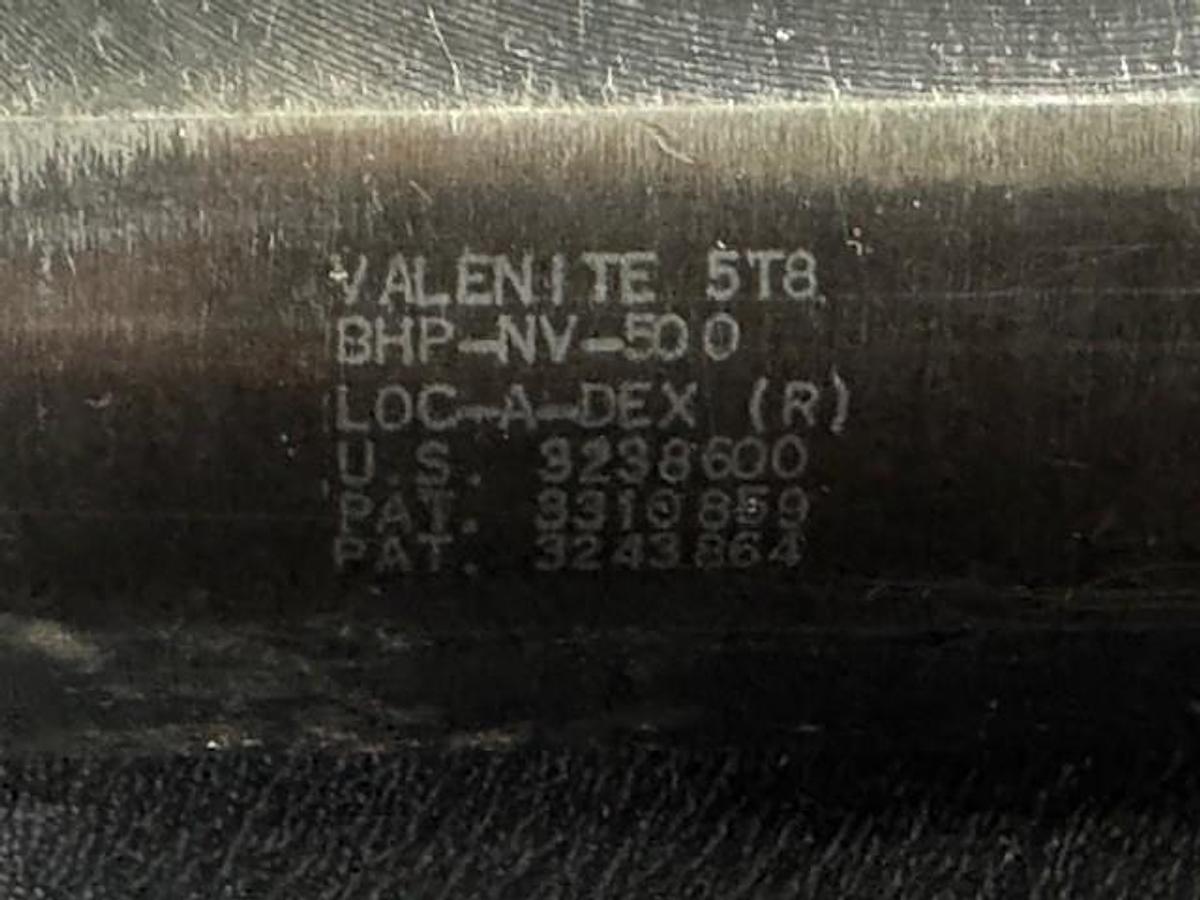 VALENITE 5T8
BHP-NV-500
LOC-A-DEX (R)
U.S. 3238600
PAT. 3310859
PAT. 3243864